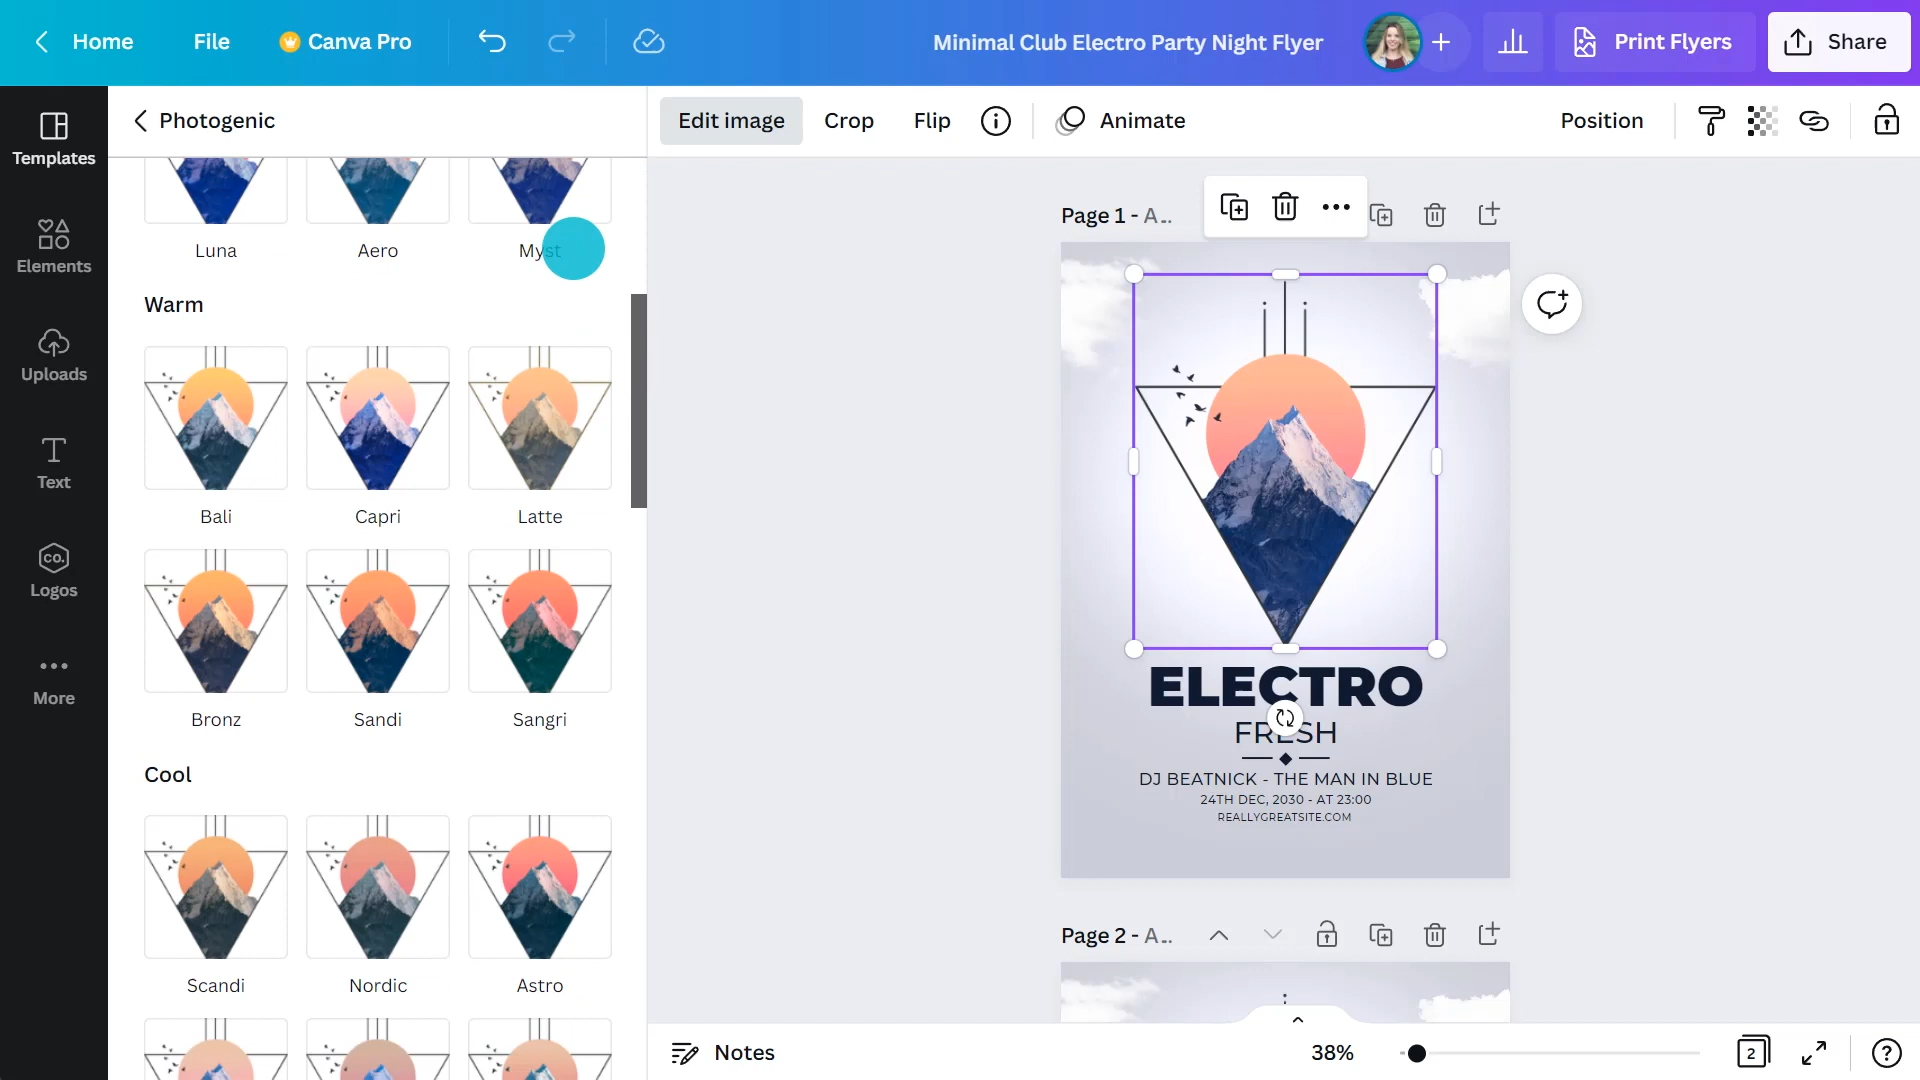 Home
File
Canva Pro
Minimal Club Electro Party Night Flyer
Print Flyers
Share
Templates
Elements
Uploads
Text
CO.
Logos
More
Photogenic
Luna
Aero
Myst
Warm
Bali
Capri
Latte
Bronz
Sandi
Sangri
Cool
Scandi
Nordic
Astro
Edit image
Crop
Flip
Animate
Position
Page 1 - A...
ELECTRO
FRESH
DJ BEATNICK - THE MAN IN BLUE
24TH DEC, 2030 - AT 23:00
REALLYGREATSITE.COM
Page 2 - A...
Notes
38%
2